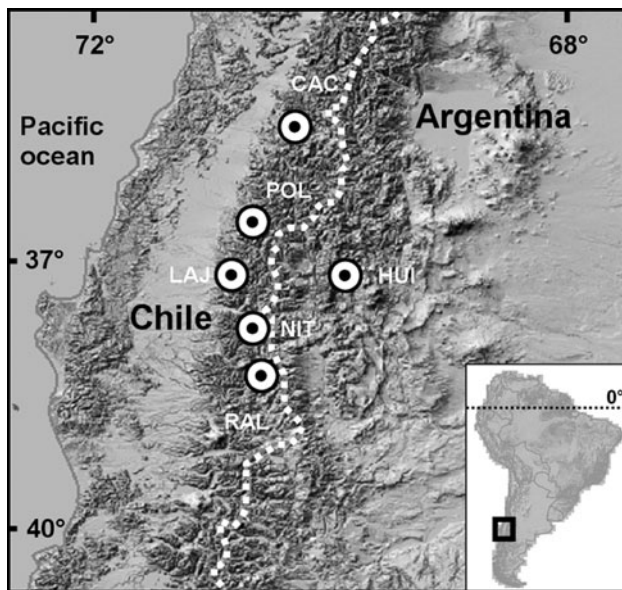 72°
68°
CAC
Argentina
Pacific
ocean
POL
37°
LAJ
HUI
Chile
NIT
RAL
0°
40°